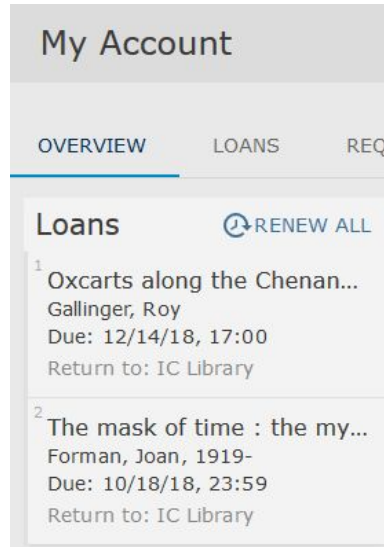 My Account
OVERVIEW LOANS REQ
Loans RENEW ALL
1
Oxcarts along the Chenan...
Gallinger, Roy
Due: 12/14/18, 17:00
Return to: IC Library
2
The mask of time : the my...
Forman, Joan, 1919-
Due: 10/18/18, 23:59
Return to: IC Library